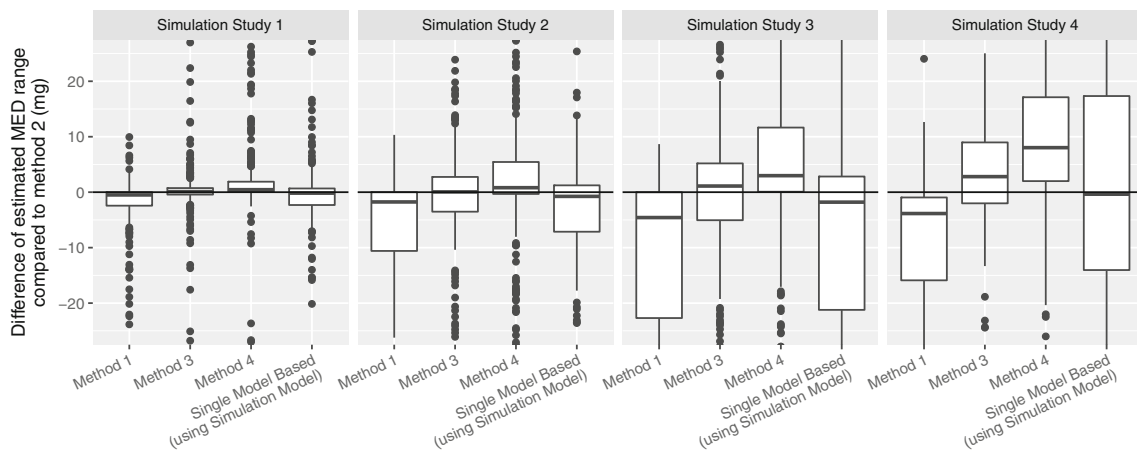 Simulation Study 1
Simulation Study 2
Simulation Study 3
Simulation Study 4
Difference of estimated MED range
compared to method 2 (mg)
20
10
0
−10
−20
Method 1
Method 3
Method 4
Single Model Based
(using Simulation Model)
Method 1
Method 3
Method 4
Single Model Based
(using Simulation Model)
Method 1
Method 3
Method 4
Single Model Based
(using Simulation Model)
Method 1
Method 3
Method 4
Single Model Based
(using Simulation Model)